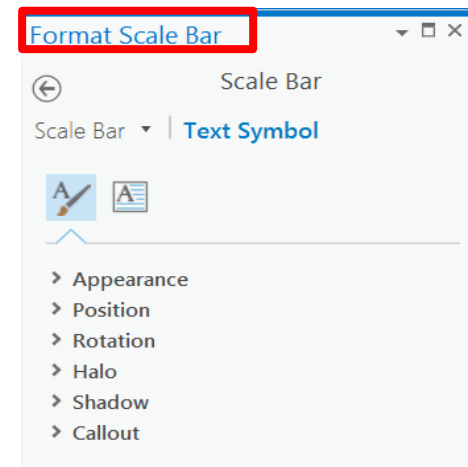 Format Scale Bar
Scale Bar
Scale Bar Text Symbol
Appearance
Position
Rotation
Halo
Shadow
Callout